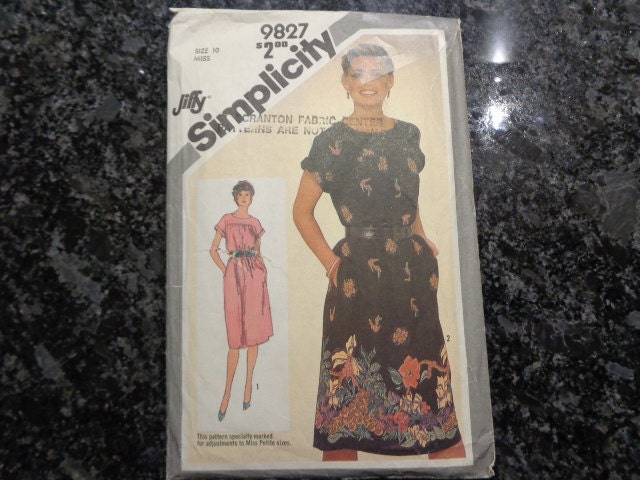 9827
$2.00
SIZE 10
MISS
Jiffy
Simplicity
CRANTON FABRIC CENTER
PATTERNS ARE NOT
2
1
This pattern specially marked
for adjustments to Miss Petite sizes.